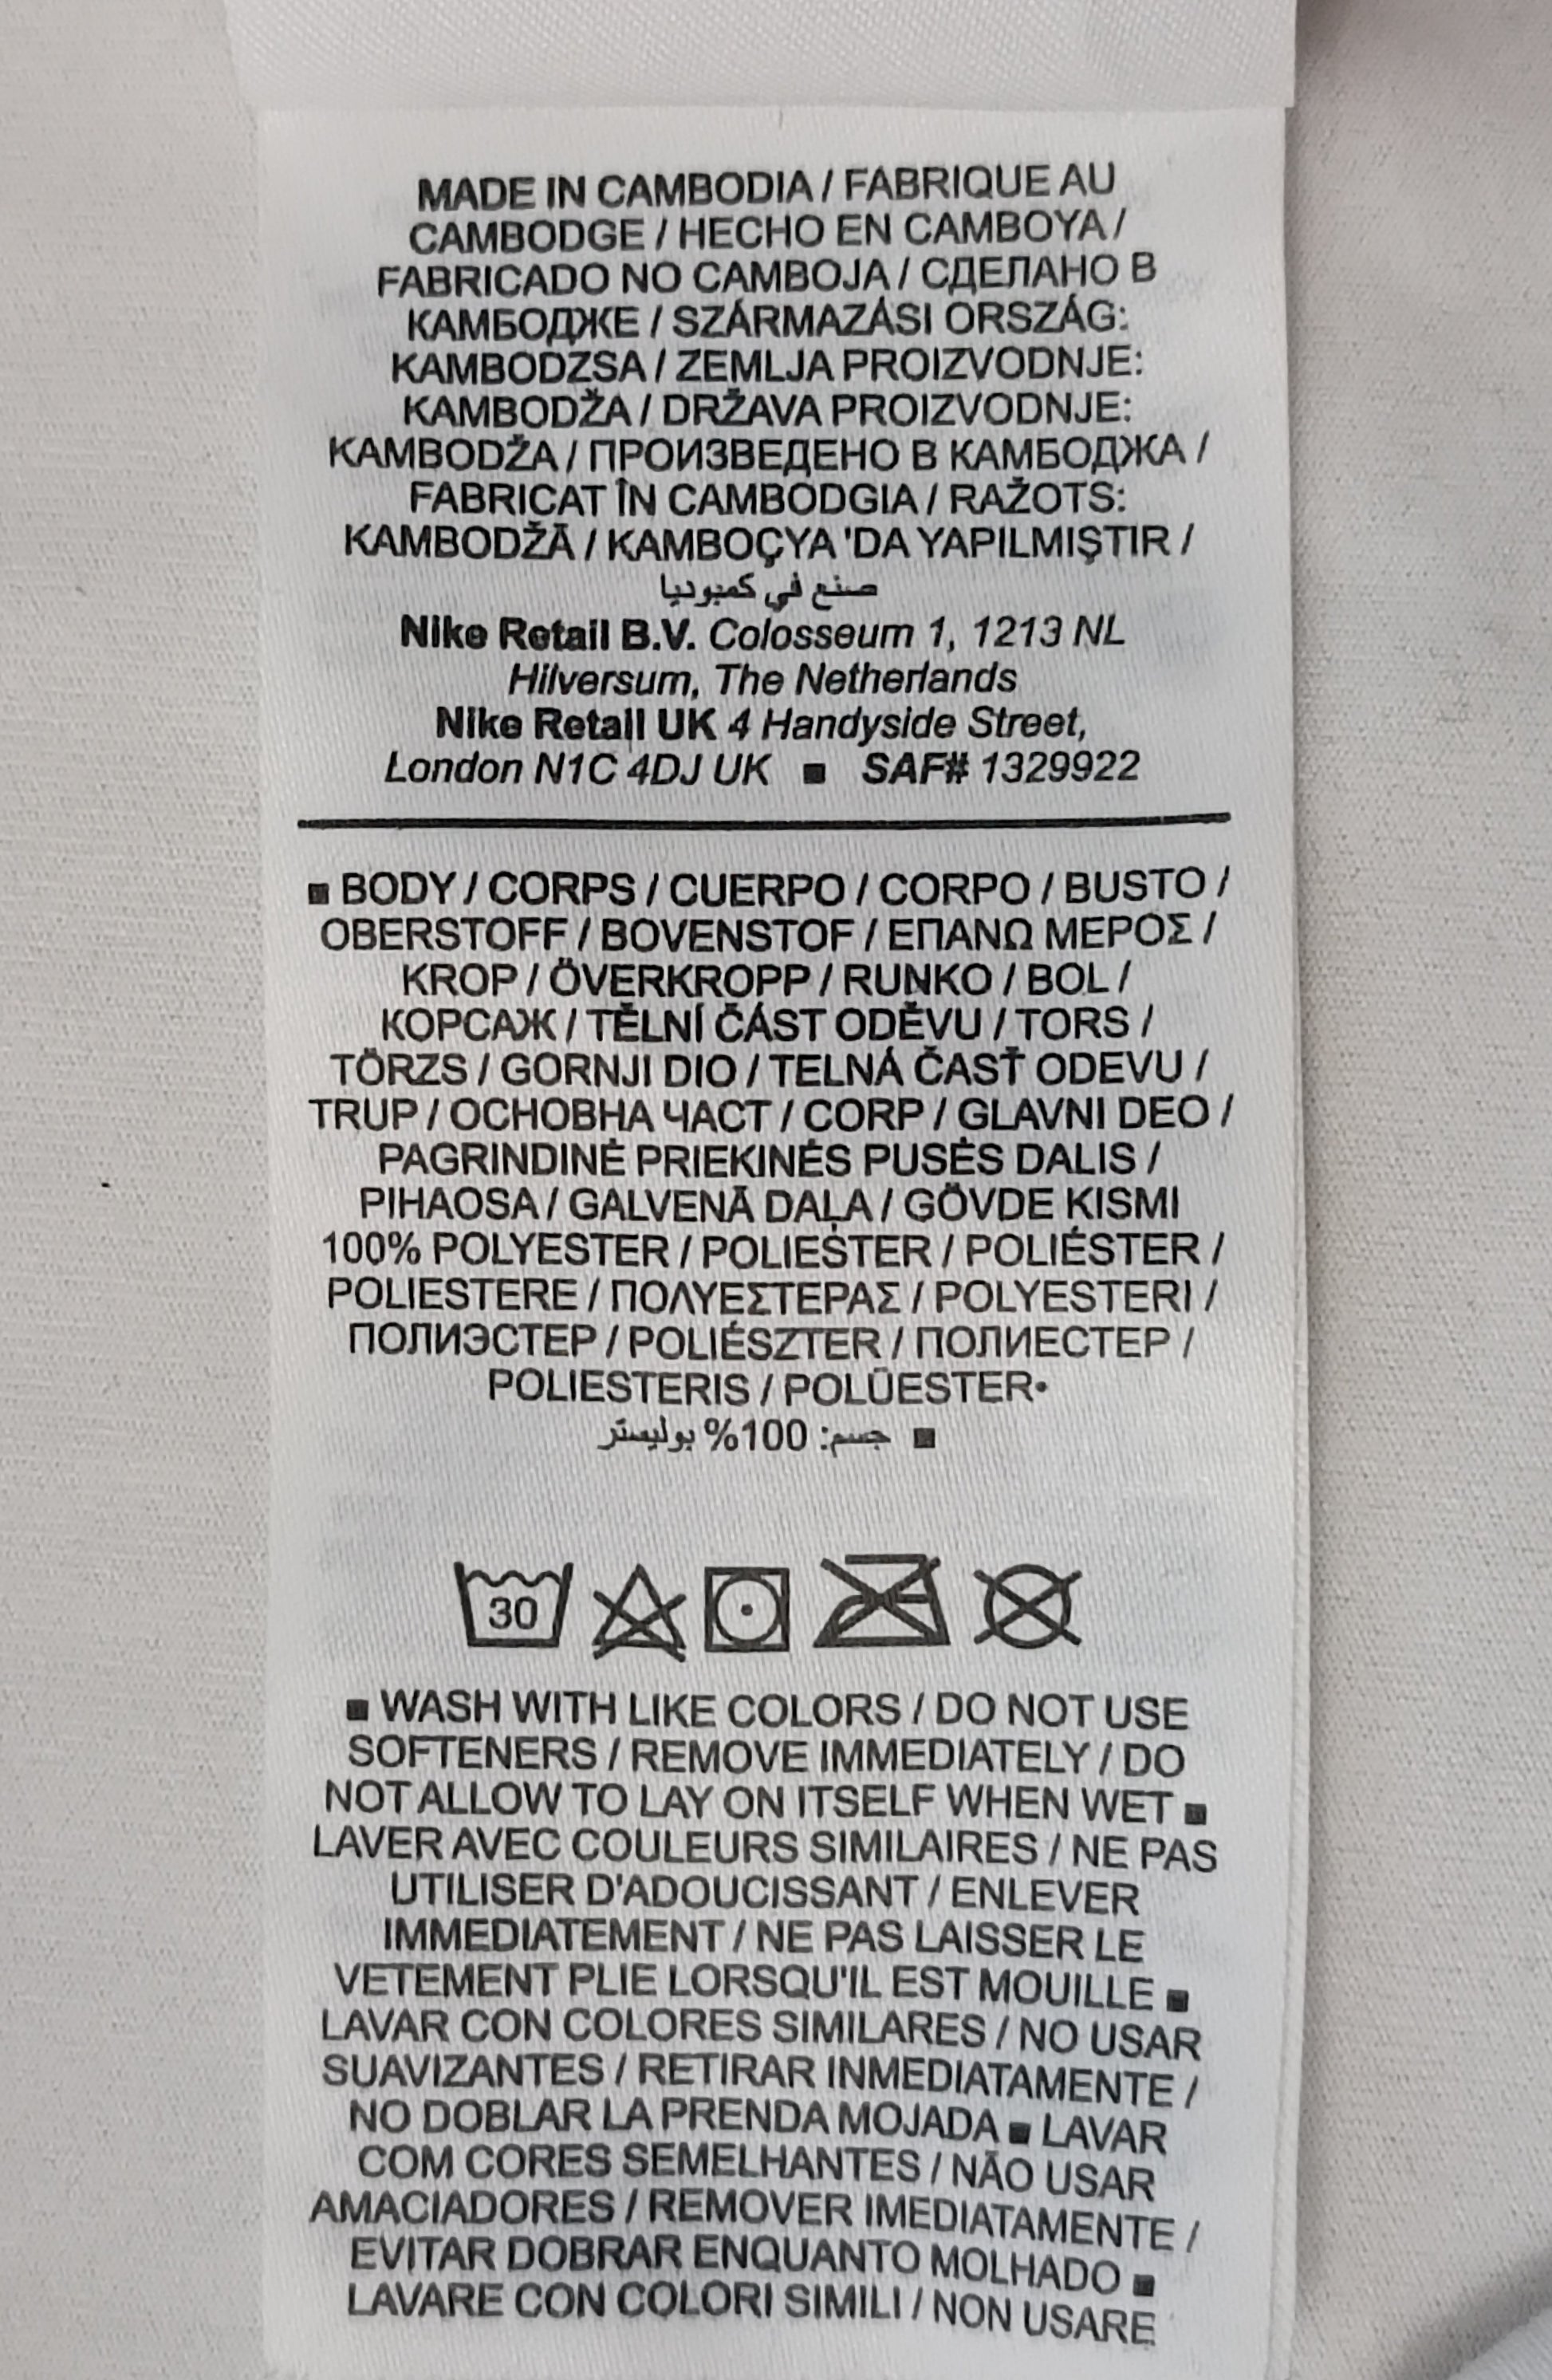 MADE IN CAMBODIA / FABRIQUE AU
CAMBODGE / HECHO EN CAMBOYA /
FABRICADO NO CAMBOJA / СДЕЛАНО В
КАМБОДЖЕ / SZÁRMAZÁSI ORSZÁG:
KAMBODZSA / ZEMLJA PROIZVODNJE:
KAMBODŽA / DRŽAVA PROIZVODNJE:
KAMBODŽA / ПРОИЗВЕДЕНО В КАМБОДЖА /
FABRICAT ÎN CAMBODGIA / RAŽOTS:
KAMBODŽĀ / KAMBOÇYA 'DA YAPILMIŞTIR /
صنع في كمبوديا
Nike Retail B.V. Colosseum 1, 1213 NL
Hilversum, The Netherlands
Nike Retail UK 4 Handyside Street,
London N1C 4DJ UK ■ SAF# 1329922
■ BODY / CORPS / CUERPO / CORPO / BUSTO /
OBERSTOFF / BOVENSTOF / ΕΠΑΝΩ ΜΕΡΟΣ /
KROP / ÖVERKROPP / RUNKO / BOL /
КОРСАЖ / TĚLNÍ ČÁST ODĚVU / TORS /
TÖRZS / GORNJI DIO / TELNÁ ČASŤ ODEVU /
TRUP / ОСНОВНА ЧАСТ / CORP / GLAVNI DEO /
PAGRINDINĖ PRIEKINĖS PUSĖS DALIS /
PIHAOSA / GALVENĀ DAĻA / GÖVDE KISMI
100% POLYESTER / POLIESTER / POLIÉSTER /
POLIESTERE / ΠΟΛΥΕΣΤΕΡΑΣ / POLYESTERI /
ПОЛИЭСТЕР / POLIÉSZTER / ПОЛИЕСТЕР /
POLIESTERIS / POLÜESTER•
■ جسم: 100% بوليستر
30
■ WASH WITH LIKE COLORS / DO NOT USE
SOFTENERS / REMOVE IMMEDIATELY / DO
NOT ALLOW TO LAY ON ITSELF WHEN WET ■
LAVER AVEC COULEURS SIMILAIRES / NE PAS
UTILISER D'ADOUCISSANT / ENLEVER
IMMEDIATEMENT / NE PAS LAISSER LE
VETEMENT PLIE LORSQU'IL EST MOUILLE ■
LAVAR CON COLORES SIMILARES / NO USAR
SUAVIZANTES / RETIRAR INMEDIATAMENTE /
NO DOBLAR LA PRENDA MOJADA ■ LAVAR
COM CORES SEMELHANTES / NÃO USAR
AMACIADORES / REMOVER IMEDIATAMENTE /
EVITAR DOBRAR ENQUANTO MOLHADO ■
LAVARE CON COLORI SIMILI / NON USARE